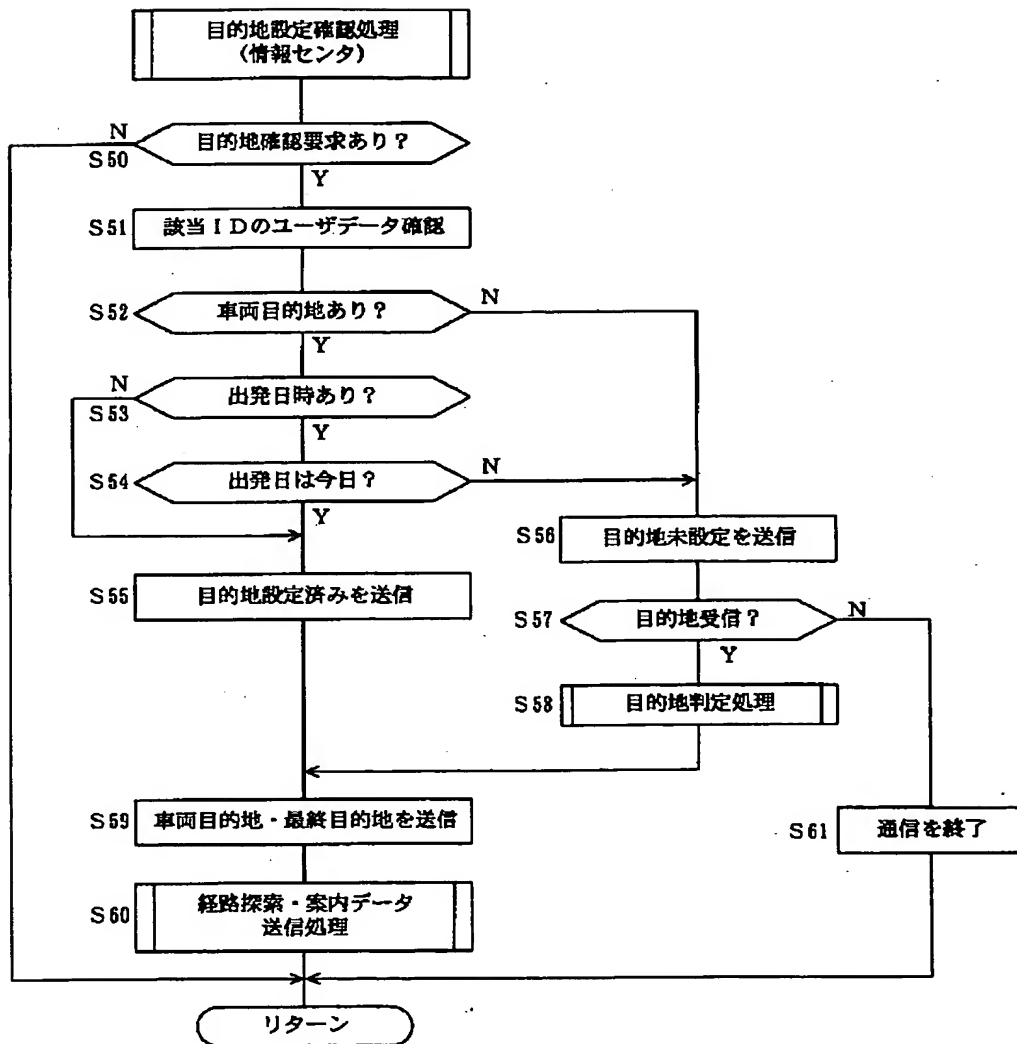 目的地設定確認処理
(情報センタ)
N
S50
目的地確認要求あり?
Y
S51
該当IDのユーザデータ確認
S52
車両目的地あり?
N
Y
N
S53
出発日時あり?
Y
S54
出発日は今日?
N
Y
S56
目的地未設定を送信
S55
目的地設定済みを送信
S57
目的地受信?
N
Y
S58
目的地判定処理
S59
車両目的地・最終目的地を送信
S61
通信を終了
S60
経路探索・案内データ
送信処理
リターン